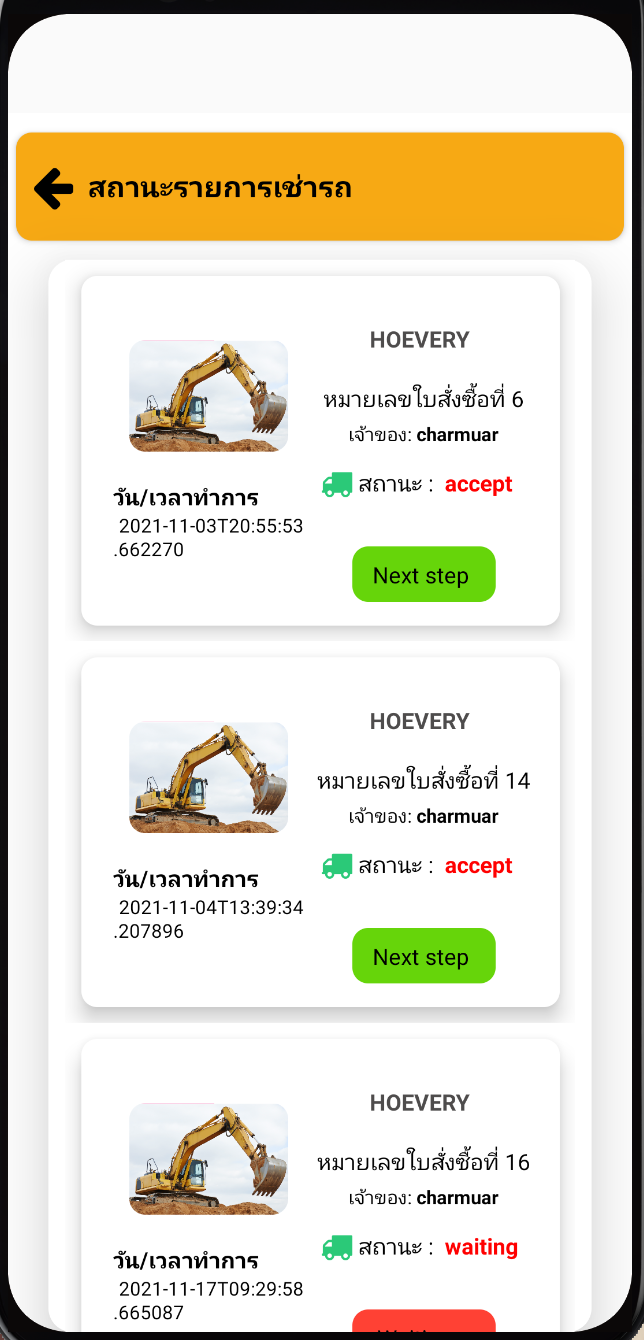 สถานะรายการเช่ารถ
HOEVERY
หมายเลขใบสั่งซื้อที่ 6
เจ้าของ: charmuar
สถานะ : accept
วัน/เวลาทำการ
2021-11-03T20:55:53
.662270
Next step
HOEVERY
หมายเลขใบสั่งซื้อที่ 14
เจ้าของ: charmuar
สถานะ : accept
วัน/เวลาทำการ
2021-11-04T13:39:34
.207896
Next step
HOEVERY
หมายเลขใบสั่งซื้อที่ 16
เจ้าของ: charmuar
สถานะ : waiting
วัน/เวลาทำการ
2021-11-17T09:29:58
.665087